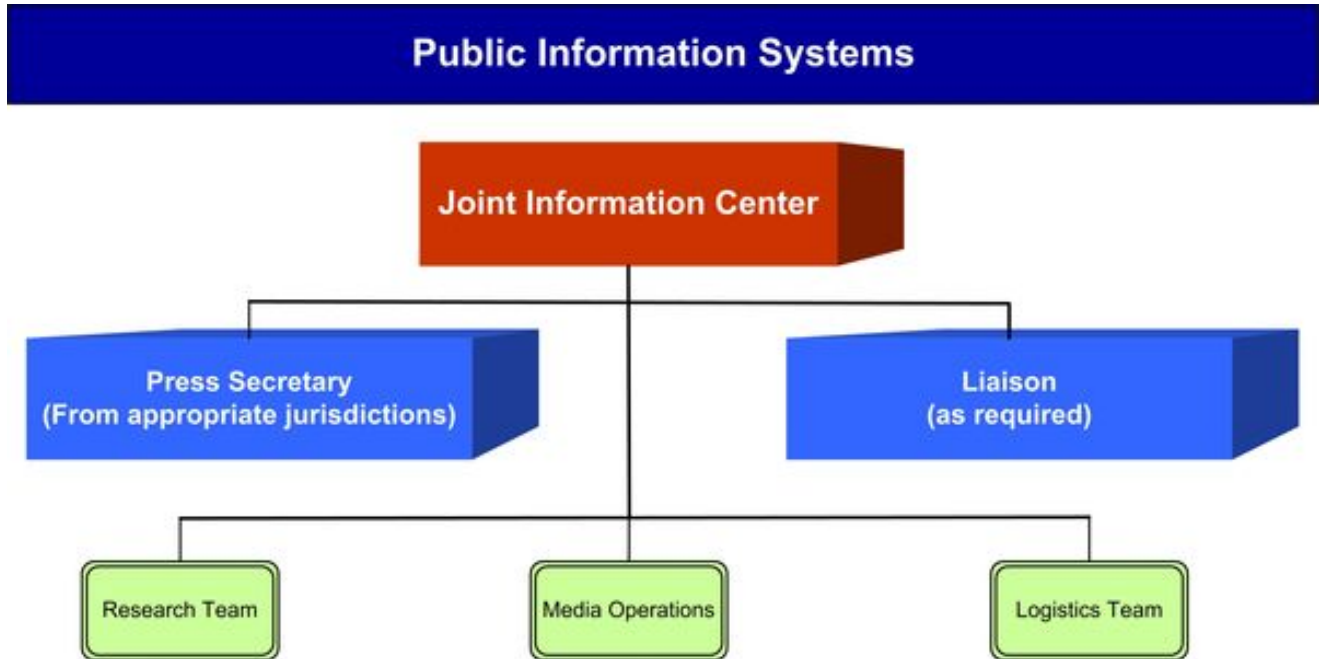 Public Information Systems
Joint Information Center
Press Secretary
(From appropriate jurisdictions)
Liaison
(as required)
Research Team
Media Operations
Logistics Team